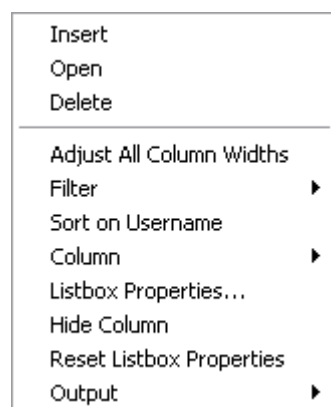 Insert
Open
Delete
Adjust All Column Widths
Filter
Sort on Username
Column
Listbox Properties...
Hide Column
Reset Listbox Properties
Output